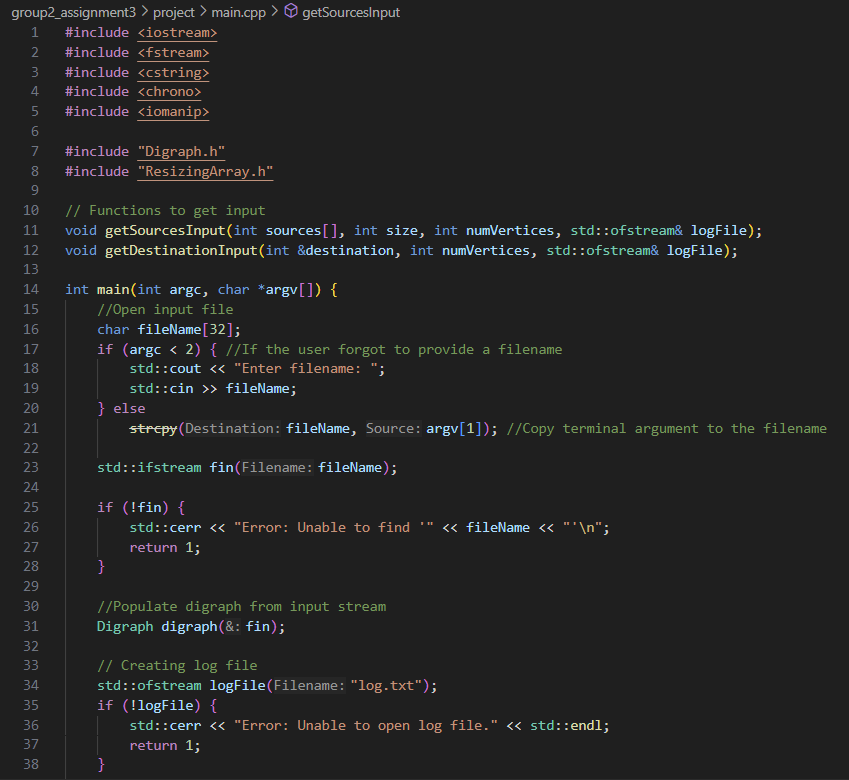 group2_assignment3 > project > main.cpp > getSourcesInput
1 #include <iostream>
2 #include <fstream>
3 #include <cstring>
4 #include <chrono>
5 #include <iomanip>
6
7 #include "Digraph.h"
8 #include "ResizingArray.h"
9
10 // Functions to get input
11 void getSourcesInput(int sources[], int size, int numVertices, std::ofstream& logFile);
12 void getDestinationInput(int &destination, int numVertices, std::ofstream& logFile);
13
14 int main(int argc, char *argv[]) {
15     //Open input file
16     char fileName[32];
17     if (argc < 2) { //If the user forgot to provide a filename
18         std::cout << "Enter filename: ";
19         std::cin >> fileName;
20     } else
21         strcpy(Destination: fileName, Source: argv[1]); //Copy terminal argument to the filename
22
23     std::ifstream fin(Filename: fileName);
24
25     if (!fin) {
26         std::cerr << "Error: Unable to find '" << fileName << "'\n";
27         return 1;
28     }
29
30     //Populate digraph from input stream
31     Digraph digraph(&: fin);
32
33     // Creating log file
34     std::ofstream logFile(Filename: "log.txt");
35     if (!logFile) {
36         std::cerr << "Error: Unable to open log file." << std::endl;
37         return 1;
38     }